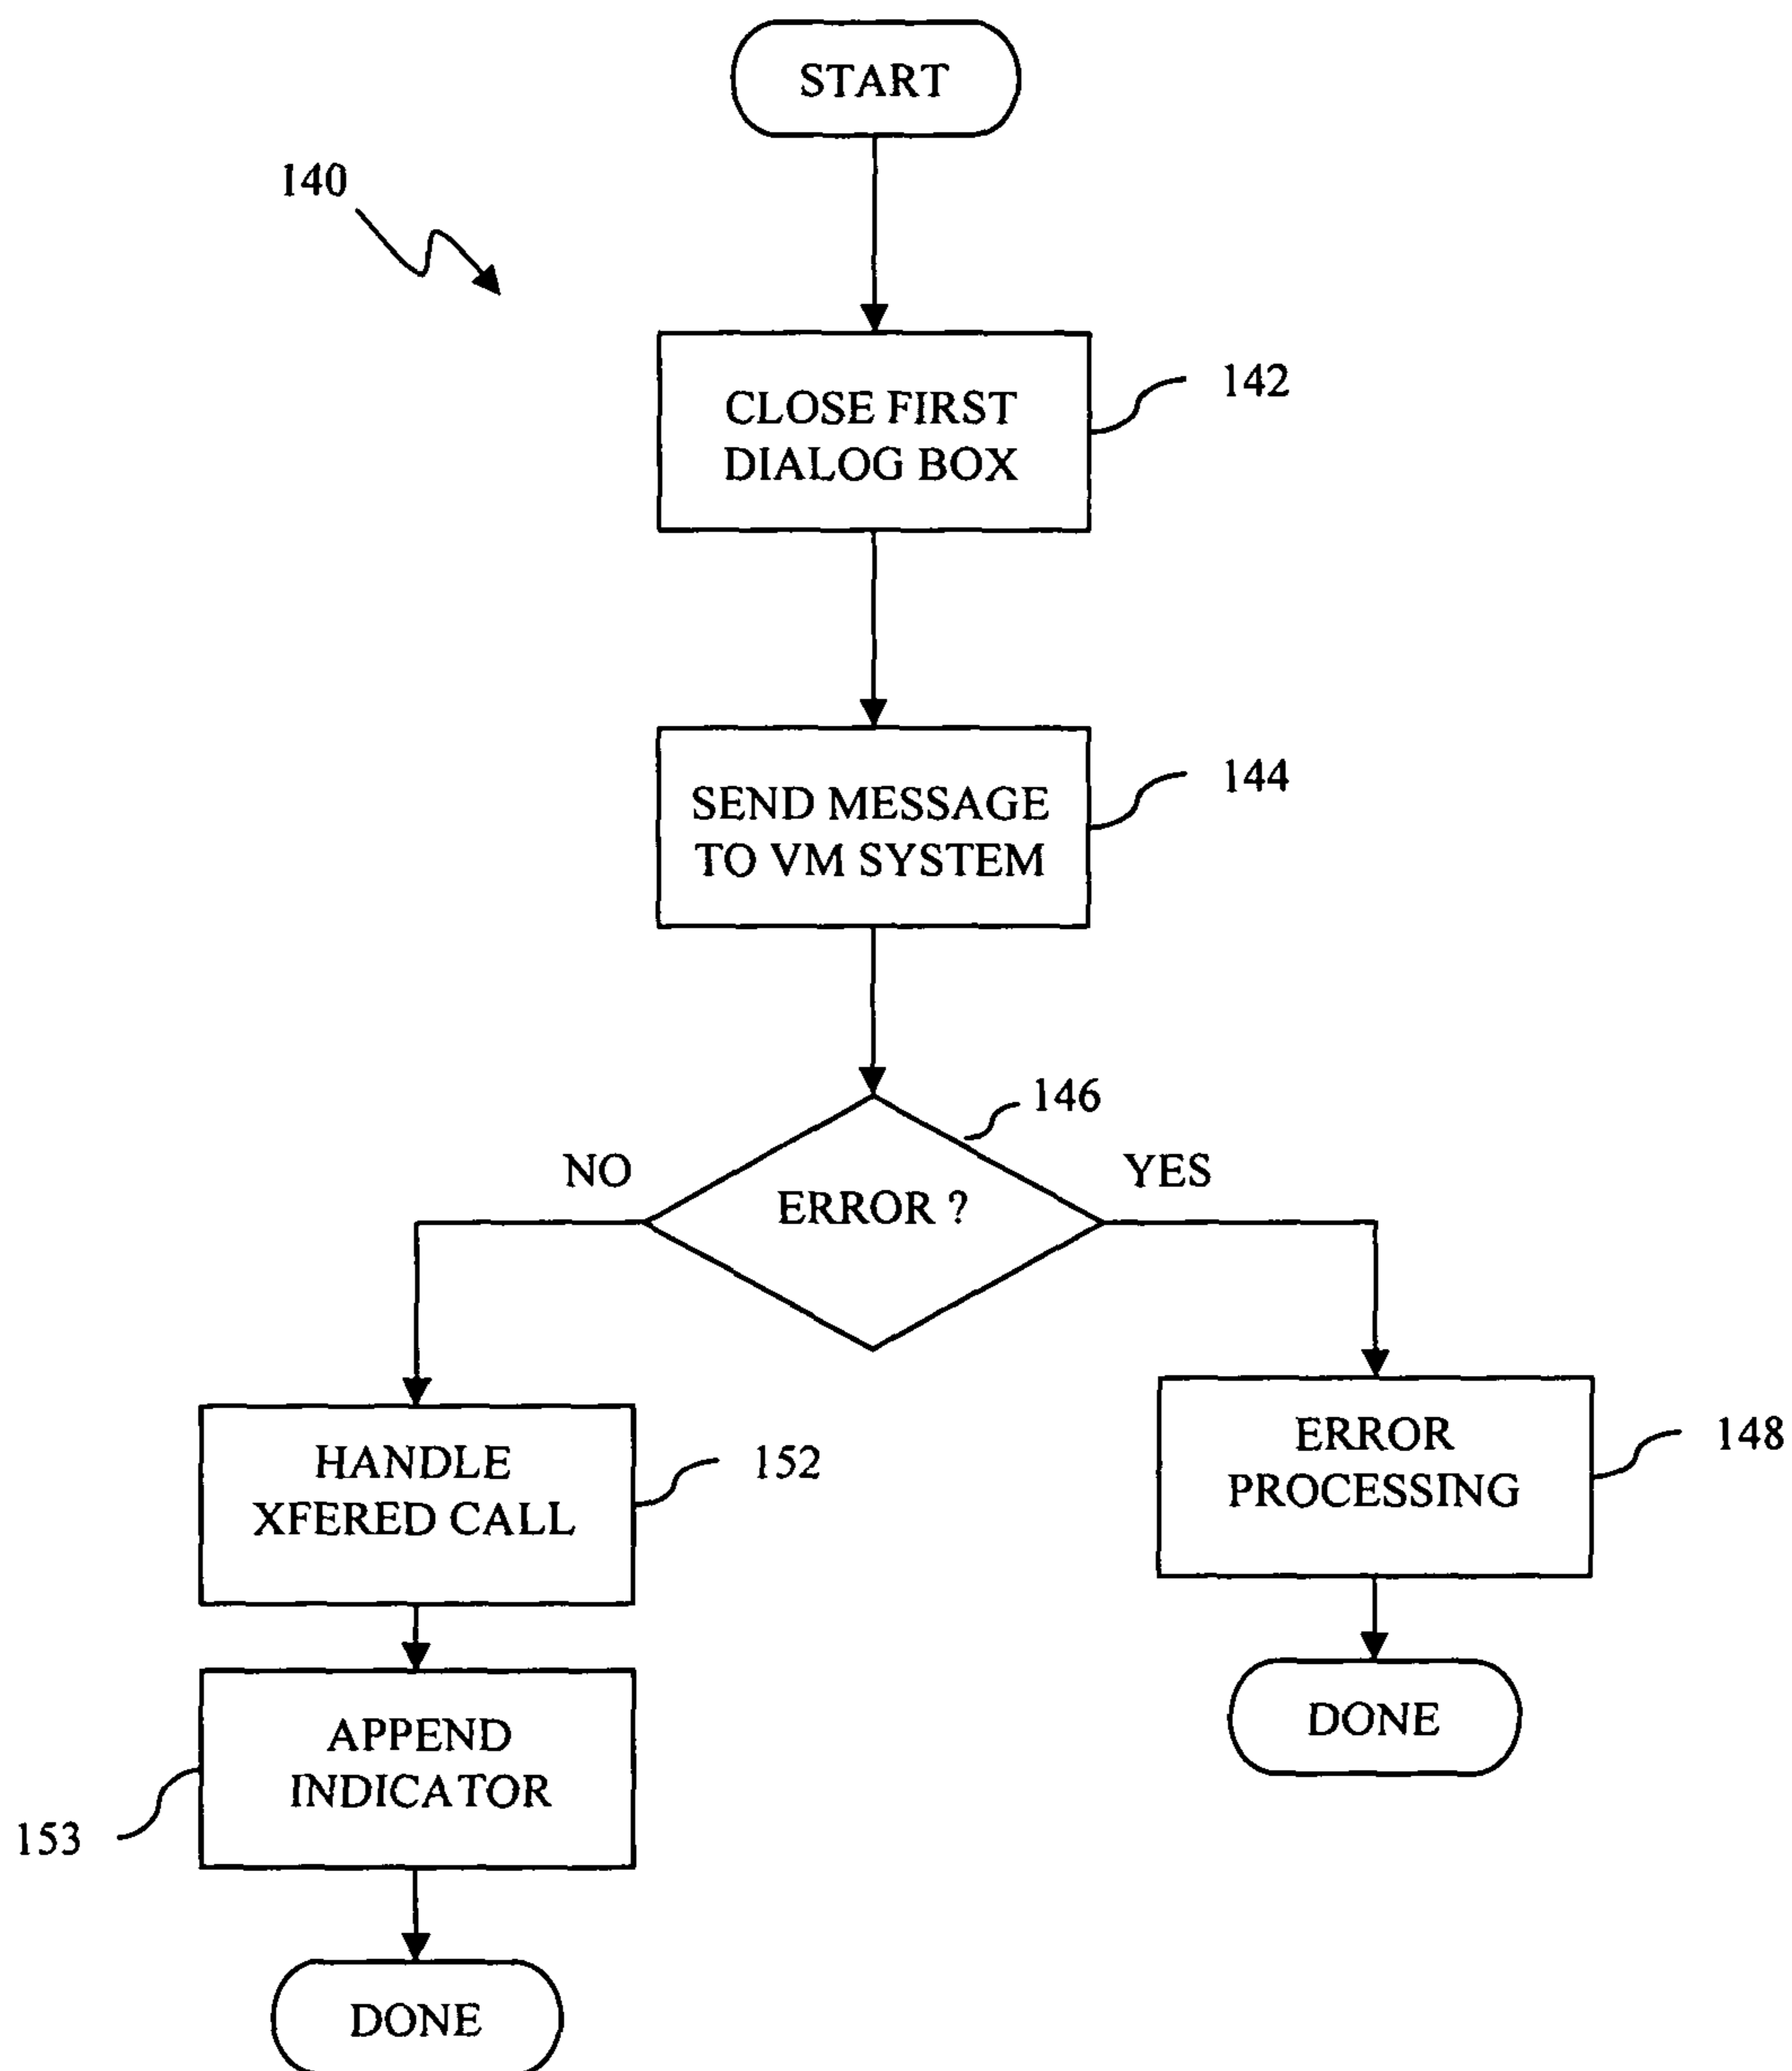 START
140
CLOSE FIRST
DIALOG BOX
142
SEND MESSAGE
TO VM SYSTEM
144
146
NO
YES
ERROR ?
HANDLE
XFERED CALL
152
ERROR
PROCESSING
148
APPEND
INDICATOR
153
DONE
DONE